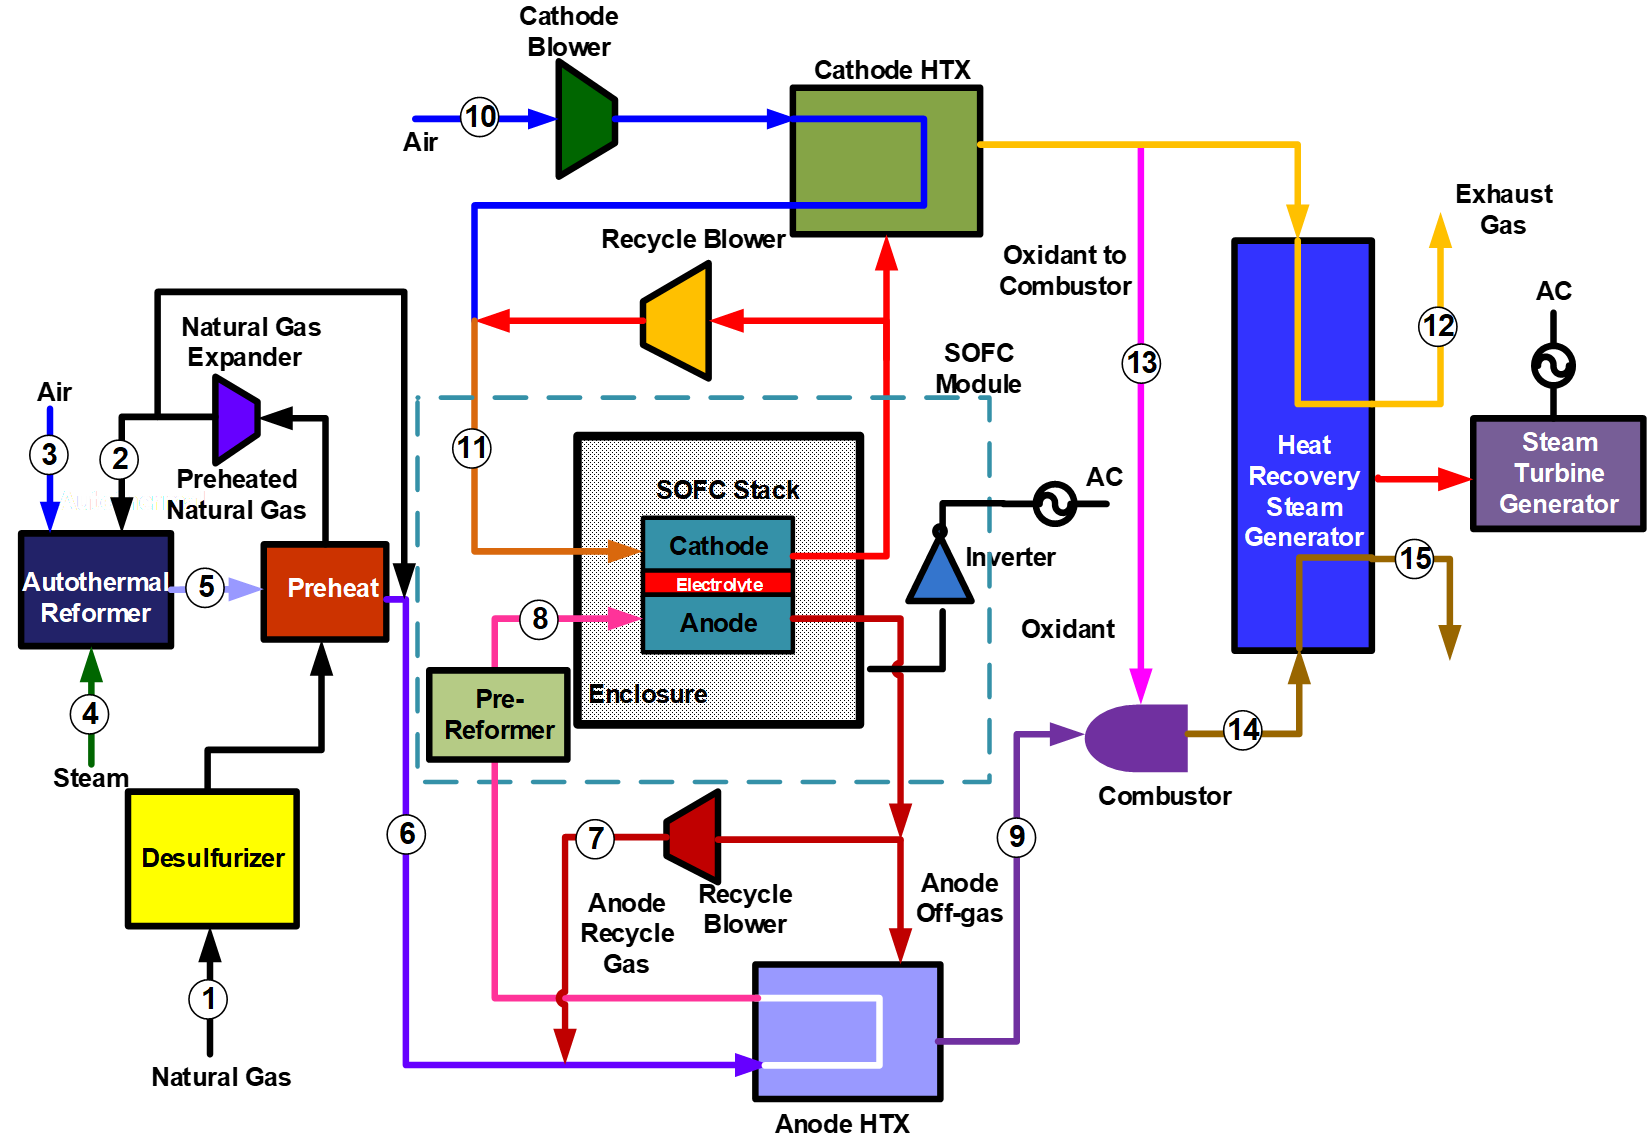 Cathode
Blower
Cathode HTX
10
Air
Recycle Blower
Oxidant to
Combustor
Exhaust
Gas
12
AC
13
SOFC
Module
Natural Gas
Expander
Air
3
2
11
Preheated
Natural Gas
SOFC Stack
AC
Heat
Recovery
Steam
Generator
Steam
Turbine
Generator
Cathode
Electrolyte
Anode
Inverter
15
Autothermal
Reformer
5
Preheat
8
Oxidant
4
Steam
Pre-
Reformer
Enclosure
14
Combustor
Desulfurizer
6
7
Recycle
Blower
9
Anode
Recycle
Gas
Anode
Off-gas
1
Natural Gas
Anode HTX